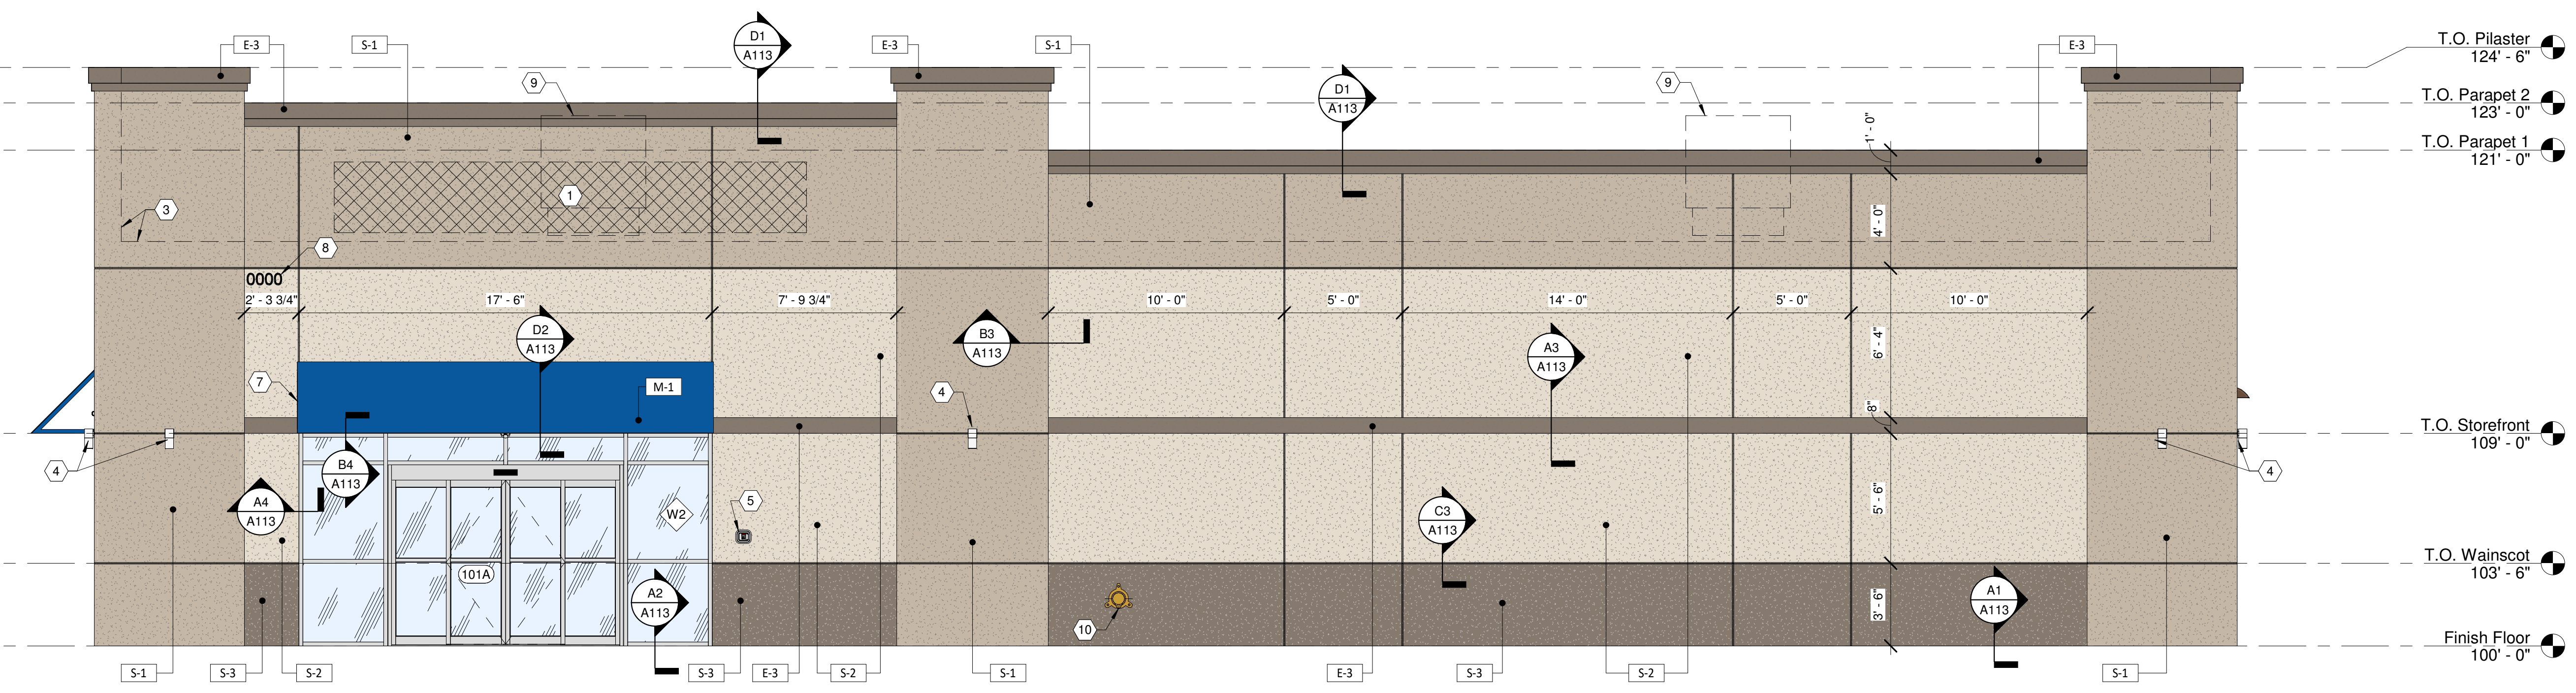 E-3
S-1
D1
A113
E-3
S-1
E-3
T.O. Pilaster
124' - 6"
9
D1
A113
9
T.O. Parapet 2
123' - 0"
1' - 0"
T.O. Parapet 1
121' - 0"
1
3
4' - 0"
8
0000
2' - 3 3/4"
17' - 6"
7' - 9 3/4"
10' - 0"
5' - 0"
14' - 0"
5' - 0"
10' - 0"
D2
A113
B3
A113
A3
A113
6' - 4"
7
M-1
4
8"
T.O. Storefront
109' - 0"
4
B4
A113
4
A4
A113
5
W2
C3
A113
5' - 6"
T.O. Wainscot
103' - 6"
101A
A2
A113
10
A1
A113
3' - 6"
Finish Floor
100' - 0"
S-1
S-3
S-2
S-3
E-3
S-2
S-1
E-3
S-3
S-2
S-1